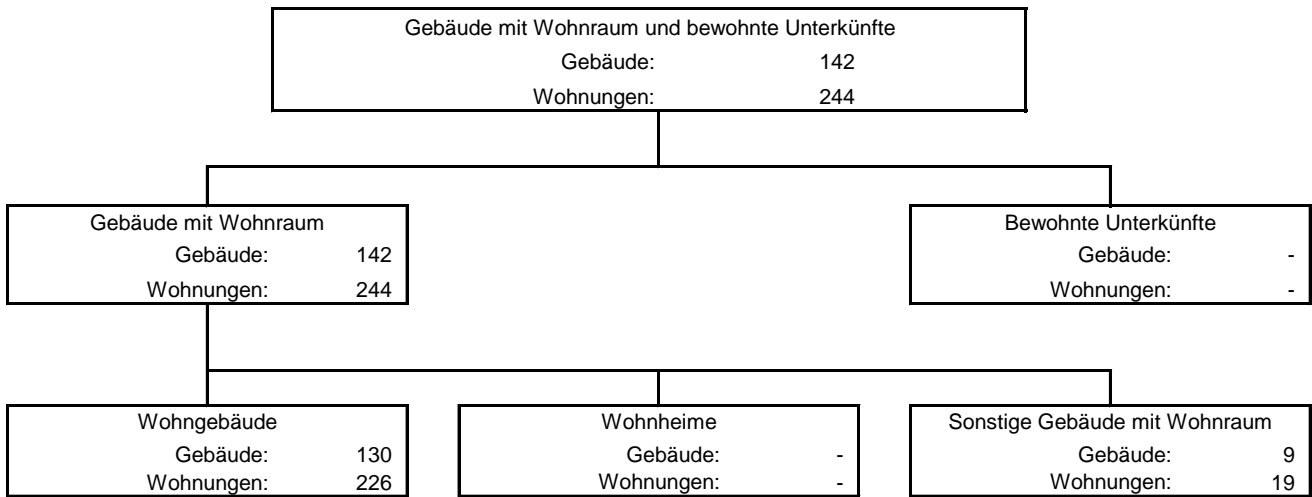 Gebäude mit Wohnraum und bewohnte Unterkünfte
Gebäude: 142
Wohnungen: 244
Gebäude mit Wohnraum
Gebäude: 142
Wohnungen: 244
Bewohnte Unterkünfte
Gebäude: -
Wohnungen: -
Wohngebäude
Gebäude: 130
Wohnungen: 226
Wohnheime
Gebäude: -
Wohnungen: -
Sonstige Gebäude mit Wohnraum
Gebäude: 9
Wohnungen: 19